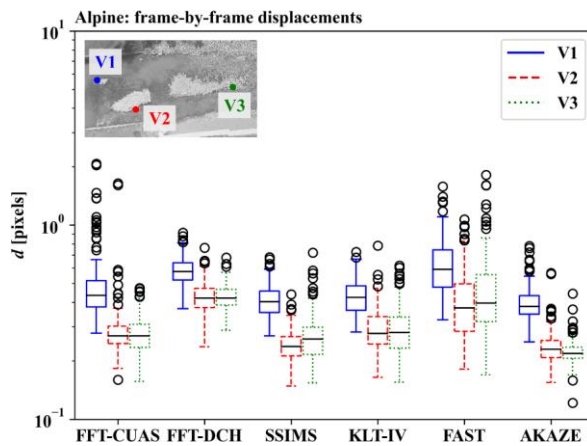 Alpine: frame-by-frame displacements
10¹
V1
V2
V3
V1
V2
V3
d [pixels]
10⁰
10⁻¹
FFT-CUAS FFT-DCH SSIMS KLT-IV FAST AKAZE